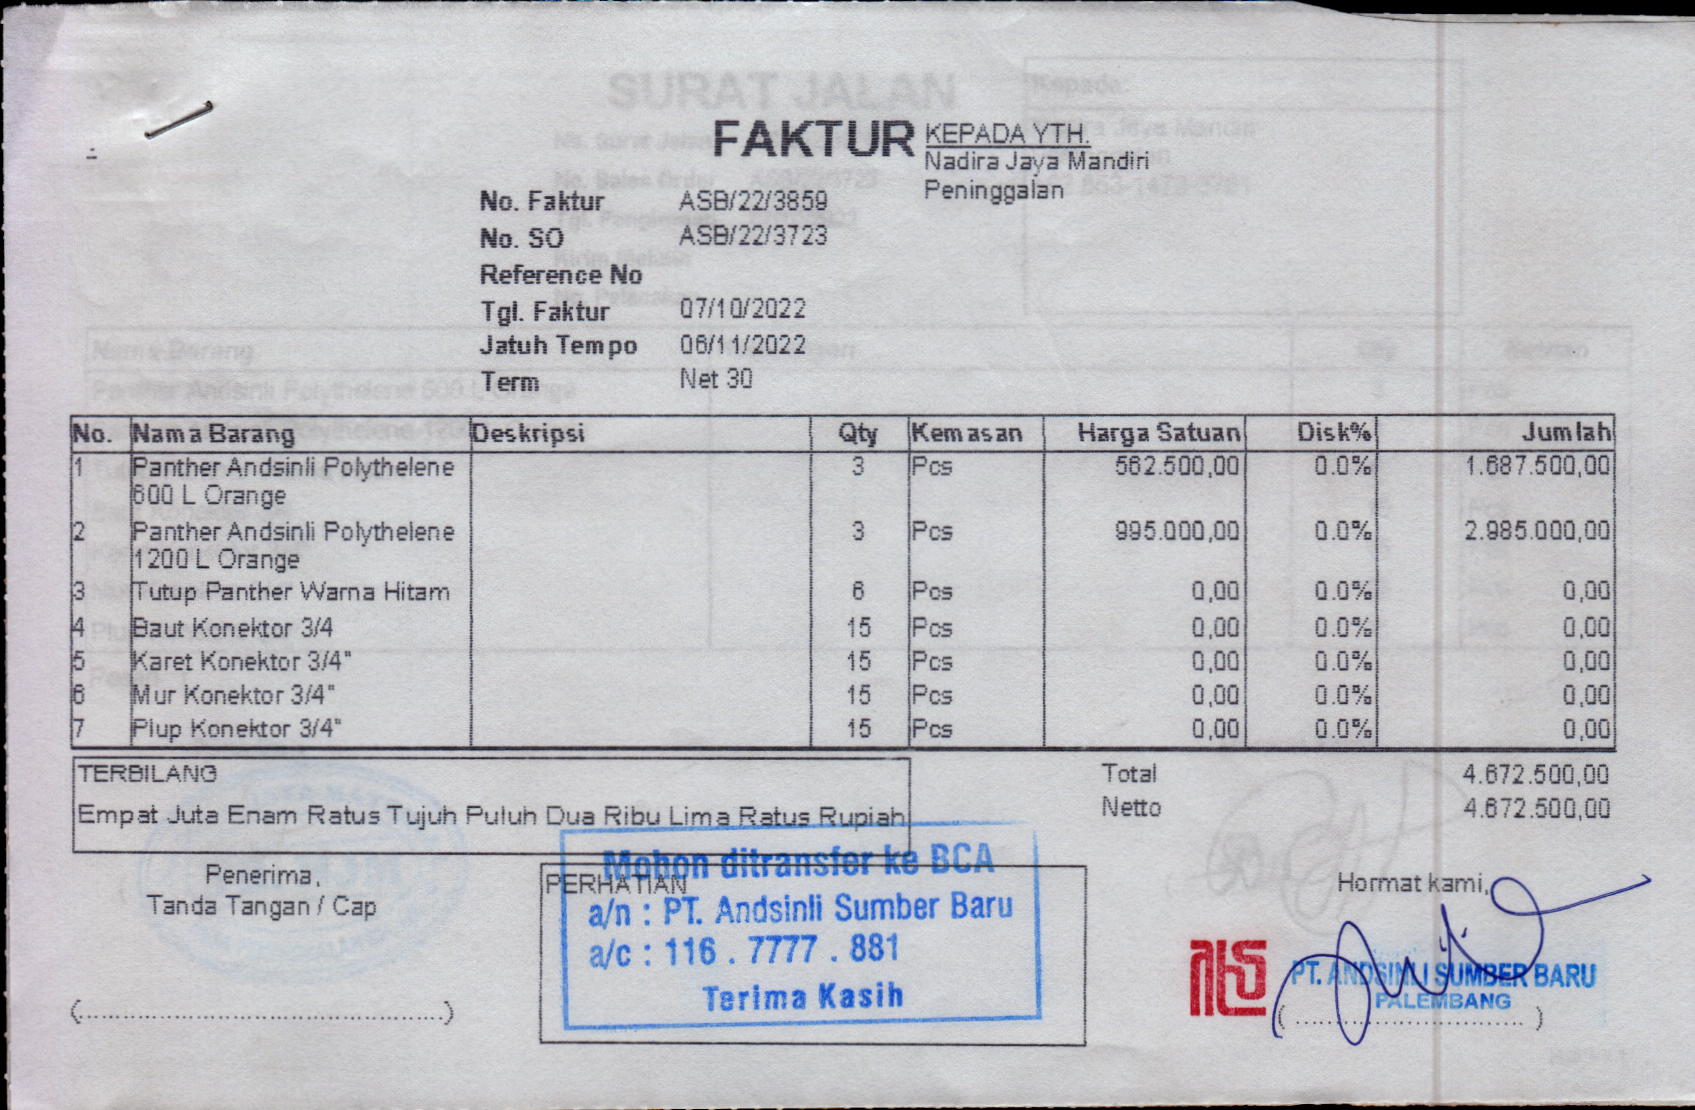 FAKTUR
KEPADA YTH.
Nadira Jaya Mandiri
Peninggalan
No. Faktur ASB/22/3859
No. SO ASB/22/3723
Reference No
Tgl. Faktur 07/10/2022
Jatuh Tempo 06/11/2022
Term Net 30
No. Nama Barang Deskripsi Qty Kemasan Harga Satuan Disk% Jumlah
1 Panther Andsinli Polythelene 3 Pcs 562.500,00 0.0% 1.687.500,00
600 L Orange
2 Panther Andsinli Polythelene 3 Pcs 995.000,00 0.0% 2.985.000,00
1200 L Orange
3 Tutup Panther Warna Hitam 6 Pcs 0,00 0.0% 0,00
4 Baut Konektor 3/4 15 Pcs 0,00 0.0% 0,00
5 Karet Konektor 3/4" 15 Pcs 0,00 0.0% 0,00
6 Mur Konektor 3/4" 15 Pcs 0,00 0.0% 0,00
7 Plup Konektor 3/4" 15 Pcs 0,00 0.0% 0,00
TERBILANG
Empat Juta Enam Ratus Tujuh Puluh Dua Ribu Lima Ratus Rupiah
Total 4.672.500,00
Netto 4.672.500,00
Penerima,
Tanda Tangan / Cap
(..................................................)
PERHATIAN
Mohon ditransfer ke BCA
a/n : PT. Andsinli Sumber Baru
a/c : 116 . 7777 . 881
Terima Kasih
Hormat kami,
PT. ANDSINLI SUMBER BARU
PALEMBANG
( .................................. )